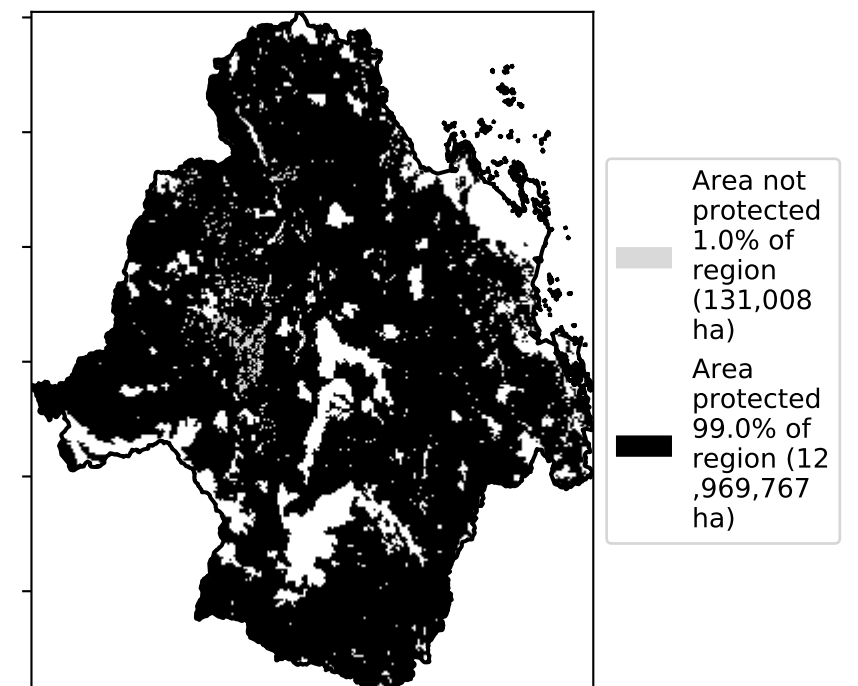 Area not
protected
1.0% of
region
(131,008
ha)
Area
protected
99.0% of
region (12
,969,767
ha)